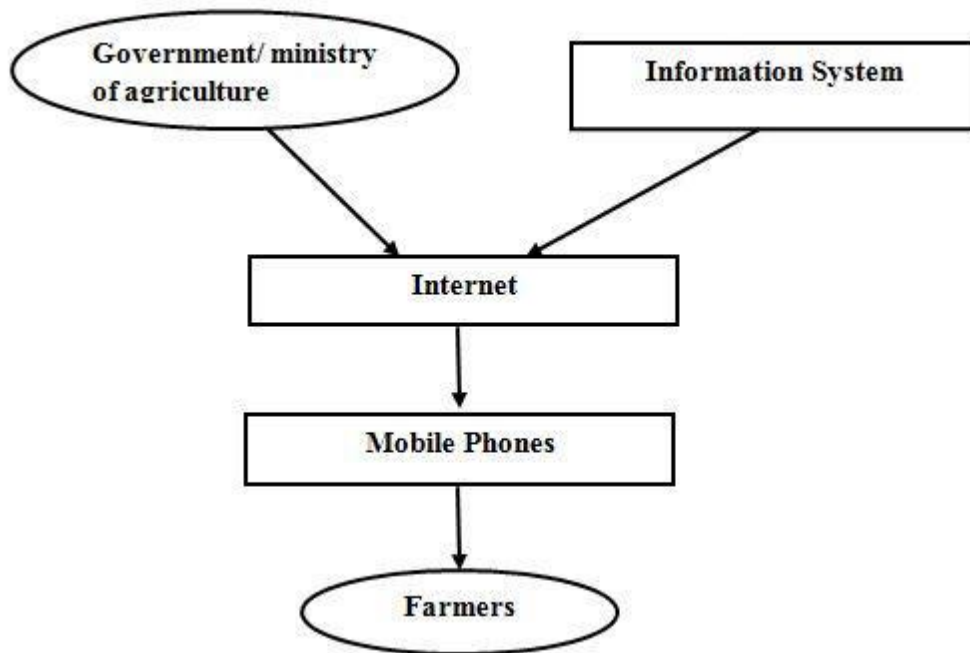 Government/ ministry
of agriculture
Information System
Internet
Mobile Phones
Farmers